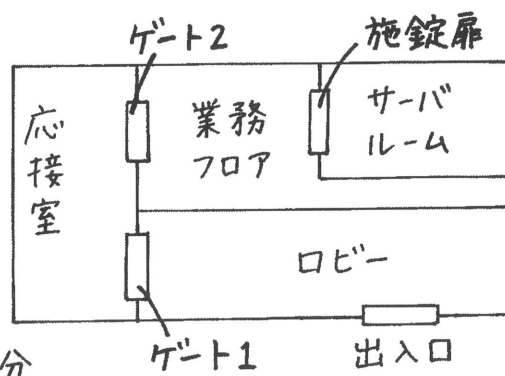 ゲート2
施錠扉
応接室
業務
フロア
サーバ
ルーム
ロビー
分
ゲート1
出入口